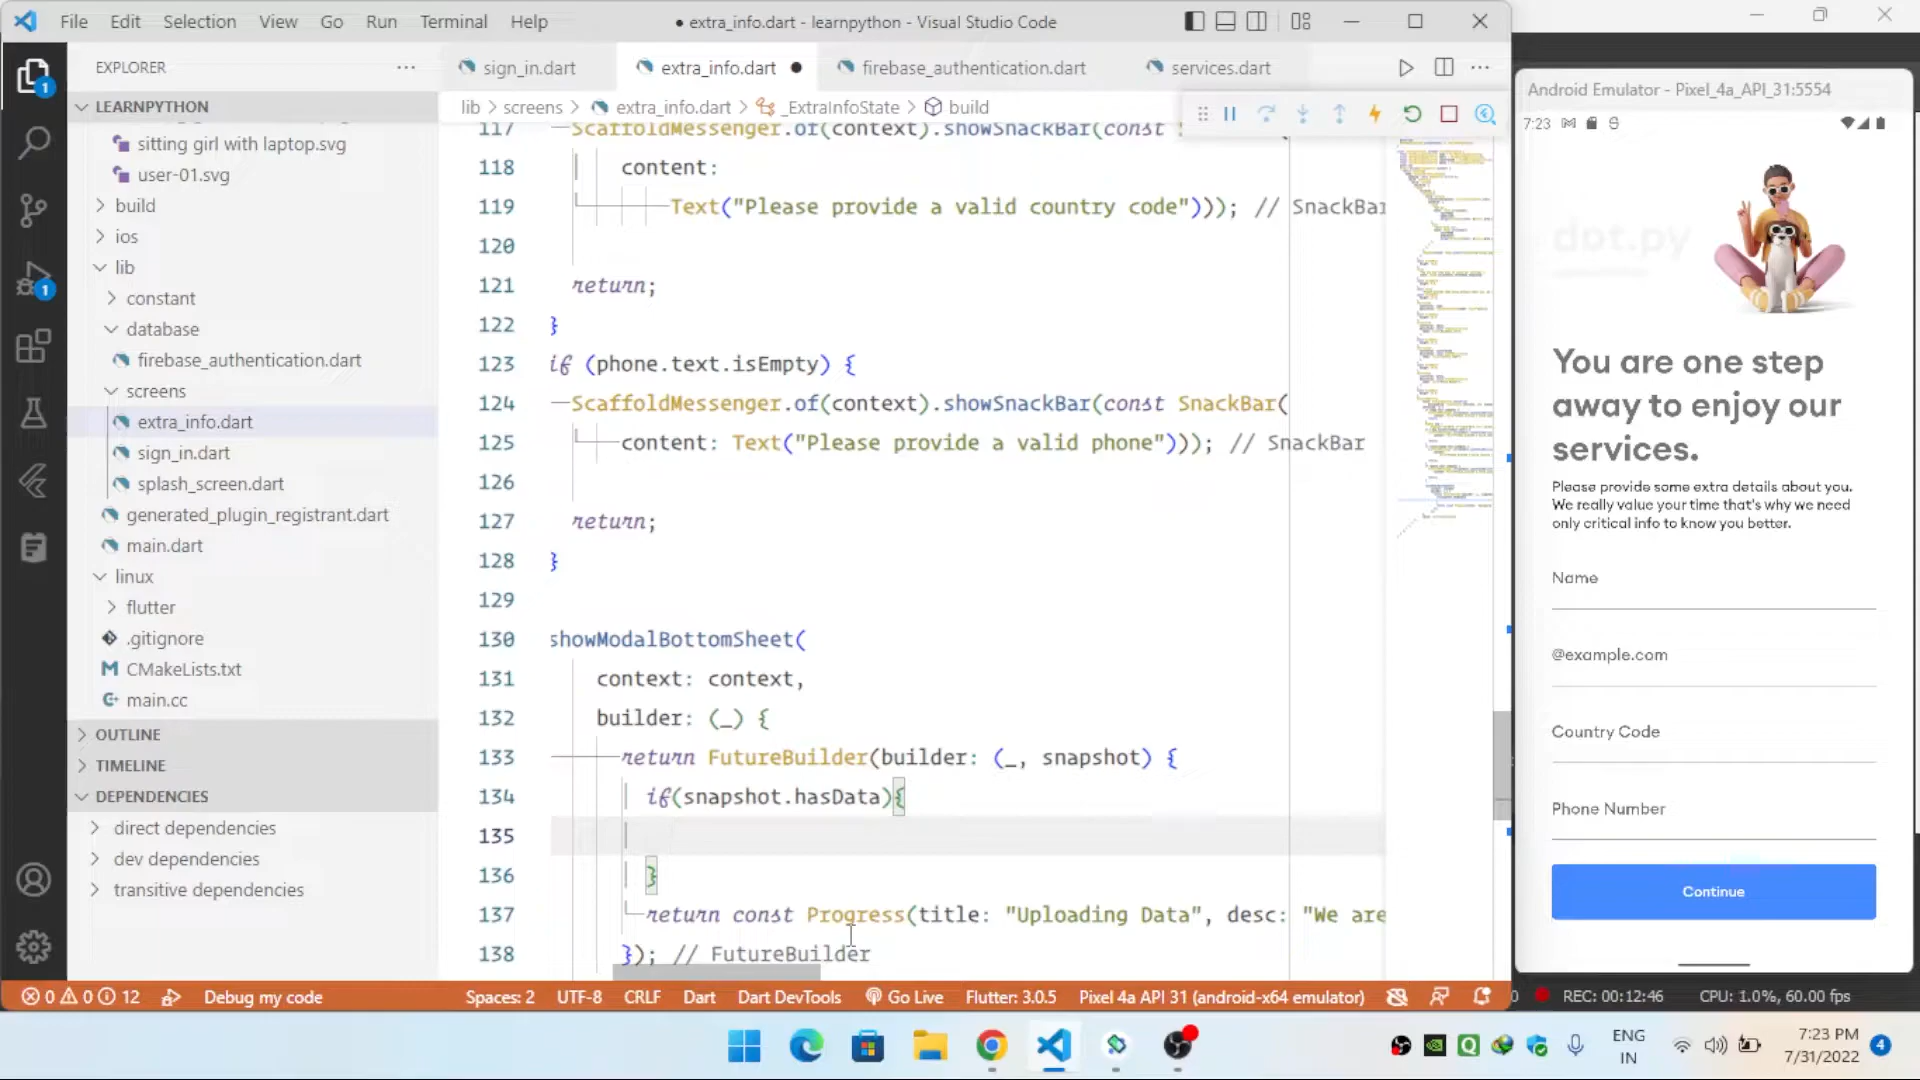 File Edit Selection View Go Run Terminal Help
● extra_info.dart - learnpython - Visual Studio Code
EXPLORER
sign_in.dart
extra_info.dart
firebase_authentication.dart
services.dart
lib > screens > extra_info.dart > _ExtraInfoState > build
LEARNPYTHON
sitting girl with laptop.svg
user-01.svg
build
ios
lib
constant
database
firebase_authentication.dart
screens
extra_info.dart
sign_in.dart
splash_screen.dart
generated_plugin_registrant.dart
main.dart
linux
flutter
.gitignore
CMakeLists.txt
main.cc
OUTLINE
TIMELINE
DEPENDENCIES
direct dependencies
dev dependencies
transitive dependencies
117 ScaffoldMessenger.of(context).showSnackBar(const
118 content:
119 Text("Please provide a valid country code"))); // SnackBar
120
121 return;
122 }
123 if (phone.text.isEmpty) {
124 ScaffoldMessenger.of(context).showSnackBar(const SnackBar(
125 content: Text("Please provide a valid phone"))); // SnackBar
126
127 return;
128 }
129
130 showModalBottomSheet(
131 context: context,
132 builder: (_) {
133 return FutureBuilder(builder: (_, snapshot) {
134 if(snapshot.hasData){
135
136 }
137 return const Progress(title: "Uploading Data", desc: "We are
138 }); // FutureBuilder
0 0 12 Debug my code Spaces: 2 UTF-8 CRLF Dart Dart DevTools Go Live Flutter: 3.0.5 Pixel 4a API 31 (android-x64 emulator)
Android Emulator - Pixel_4a_API_31:5554
7:23
dot.py
You are one step
away to enjoy our
services.
Please provide some extra details about you.
We really value your time that's why we need
only critical info to know you better.
Name
@example.com
Country Code
Phone Number
Continue
REC: 00:12:46 CPU: 1.0%, 60.00 fps
ENG
IN
7:23 PM
7/31/2022
4